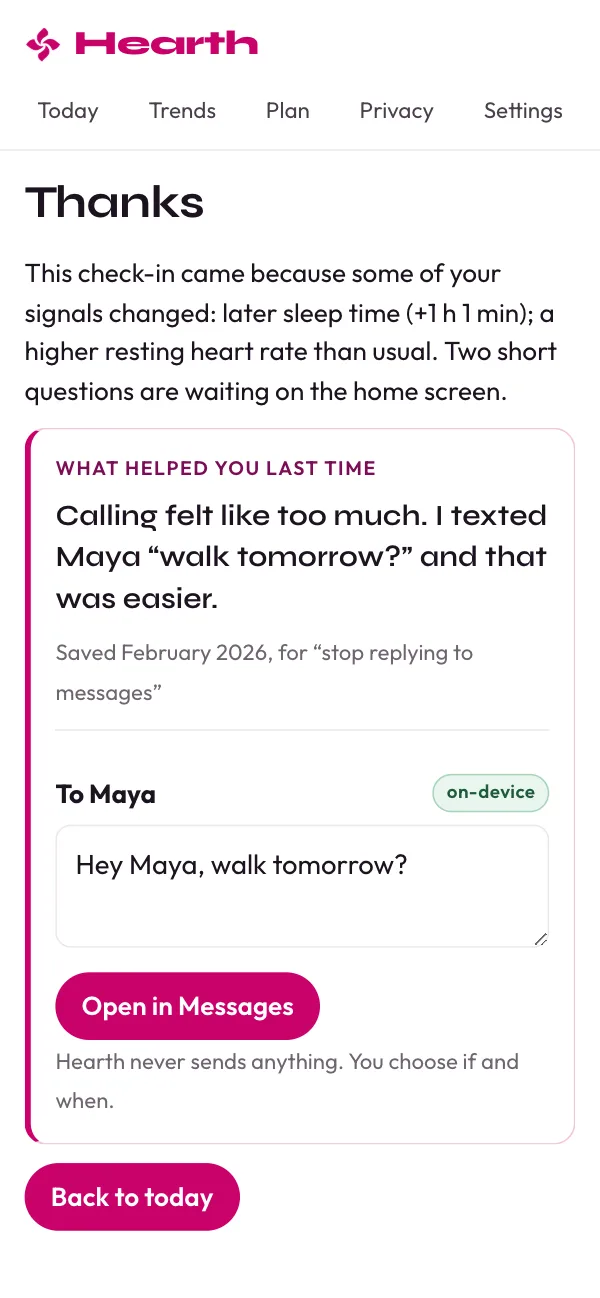 Hearth
Today Trends Plan Privacy Settings
Thanks
This check-in came because some of your
signals changed: later sleep time (+1 h 1 min); a
higher resting heart rate than usual. Two short
questions are waiting on the home screen.
WHAT HELPED YOU LAST TIME
Calling felt like too much. I texted
Maya “walk tomorrow?” and that
was easier.
Saved February 2026, for “stop replying to
messages”
To Maya
on-device
Hey Maya, walk tomorrow?
Open in Messages
Hearth never sends anything. You choose if and
when.
Back to today